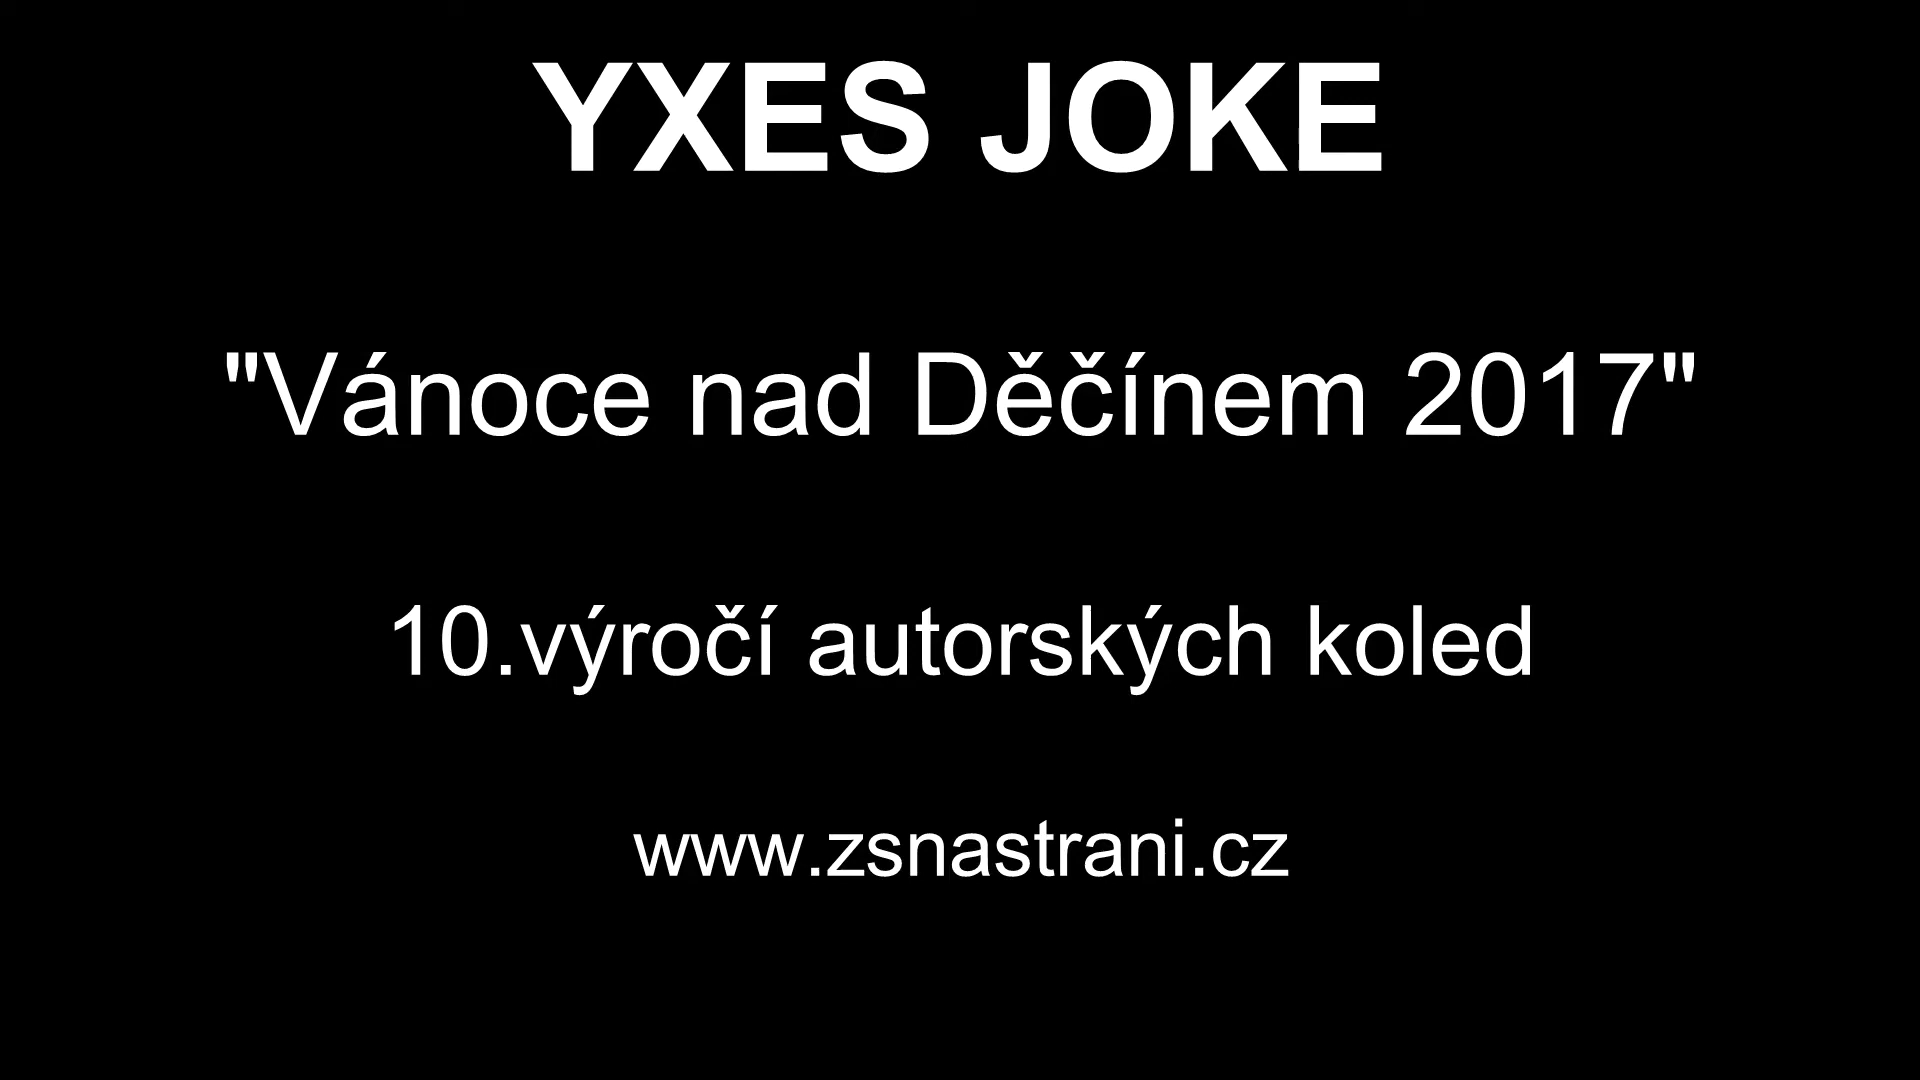 YXES JOKE
"Vánoce nad Děčínem 2017"
10.výročí autorských koled
www.zsnastrani.cz